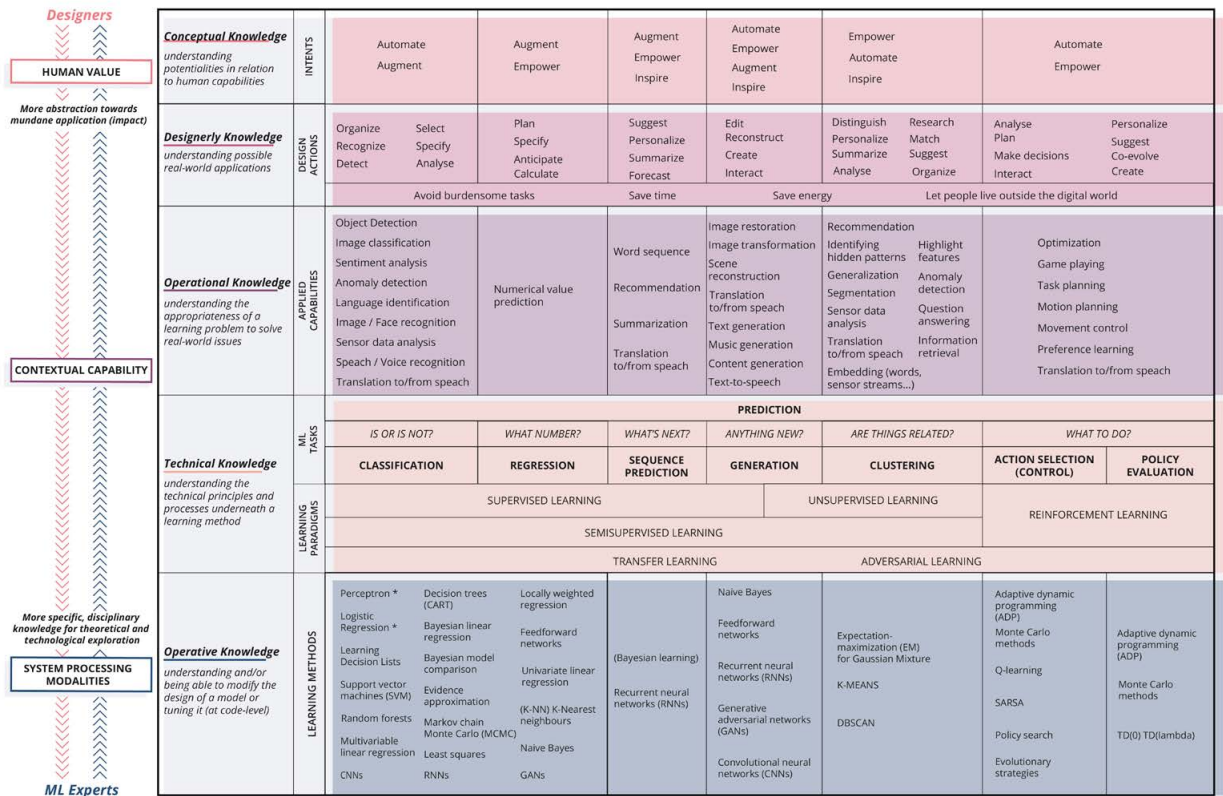 Designers
HUMAN VALUE
More abstraction towards
mundane application (impact)
CONTEXTUAL CAPABILITY
More specific, disciplinary
knowledge for theoretical and
technological exploration
SYSTEM PROCESSING
MODALITIES
ML Experts
Conceptual Knowledge
understanding
potentialities in relation
to human capabilities
INTENTS
Automate
Augment
Augment
Empower
Augment
Empower
Inspire
Automate
Empower
Augment
Inspire
Empower
Automate
Inspire
Automate
Empower
Designerly Knowledge
understanding possible
real-world applications
DESIGN
ACTIONS
Organize
Recognize
Detect
Select
Specify
Analyse
Plan
Specify
Anticipate
Calculate
Suggest
Personalize
Summarize
Forecast
Edit
Reconstruct
Create
Interact
Distinguish
Personalize
Summarize
Analyse
Research
Match
Suggest
Organize
Analyse
Plan
Make decisions
Interact
Personalize
Suggest
Co-evolve
Create
Avoid burdensome tasks
Save time
Save energy
Let people live outside the digital world
Operational Knowledge
understanding the
appropriateness of a
learning problem to solve
real-world issues
APPLIED
CAPABILITIES
Object Detection
Image classification
Sentiment analysis
Anomaly detection
Language identification
Image / Face recognition
Sensor data analysis
Speach / Voice recognition
Translation to/from speach
Numerical value
prediction
Word sequence
Recommendation
Summarization
Translation
to/from speach
Image restoration
Image transformation
Scene
reconstruction
Translation
to/from speach
Text generation
Music generation
Content generation
Text-to-speech
Recommendation
Identifying
hidden patterns
Generalization
Segmentation
Sensor data
analysis
Translation
to/from speach
Embedding (words,
sensor streams...)
Highlight
features
Anomaly
detection
Question
answering
Information
retrieval
Optimization
Game playing
Task planning
Motion planning
Movement control
Preference learning
Translation to/from speach
Technical Knowledge
understanding the
technical principles and
processes underneath a
learning method
ML
TASKS
PREDICTION
IS OR IS NOT?
WHAT NUMBER?
WHAT'S NEXT?
ANYTHING NEW?
ARE THINGS RELATED?
WHAT TO DO?
CLASSIFICATION
REGRESSION
SEQUENCE
PREDICTION
GENERATION
CLUSTERING
ACTION SELECTION
(CONTROL)
POLICY
EVALUATION
LEARNING
PARADIGMS
SUPERVISED LEARNING
UNSUPERVISED LEARNING
REINFORCEMENT LEARNING
SEMISUPERVISED LEARNING
TRANSFER LEARNING
ADVERSARIAL LEARNING
Operative Knowledge
understanding and/or
being able to modify the
design of a model or
tuning it (at code-level)
LEARNING METHODS
Perceptron *
Logistic
Regression *
Learning
Decision Lists
Support vector
machines (SVM)
Random forests
Multivariable
linear regression
CNNs
Decision trees
(CART)
Bayesian linear
regression
Bayesian model
comparison
Evidence
approximation
Markov chain
Monte Carlo (MCMC)
Least squares
RNNs
Locally weighted
regression
Feedforward
networks
Univariate linear
regression
(K-NN) K-Nearest
neighbours
Naive Bayes
GANs
(Bayesian learning)
Recurrent neural
networks (RNNs)
Naive Bayes
Feedforward
networks
Recurrent neural
networks (RNNs)
Generative
adversarial networks
(GANs)
Convolutional neural
networks (CNNs)
Expectation-
maximization (EM)
for Gaussian Mixture
K-MEANS
DBSCAN
Adaptive dynamic
programming
(ADP)
Monte Carlo
methods
Q-learning
SARSA
Policy search
Evolutionary
strategies
Adaptive dynamic
programming
(ADP)
Monte Carlo
methods
TD(0) TD(lambda)